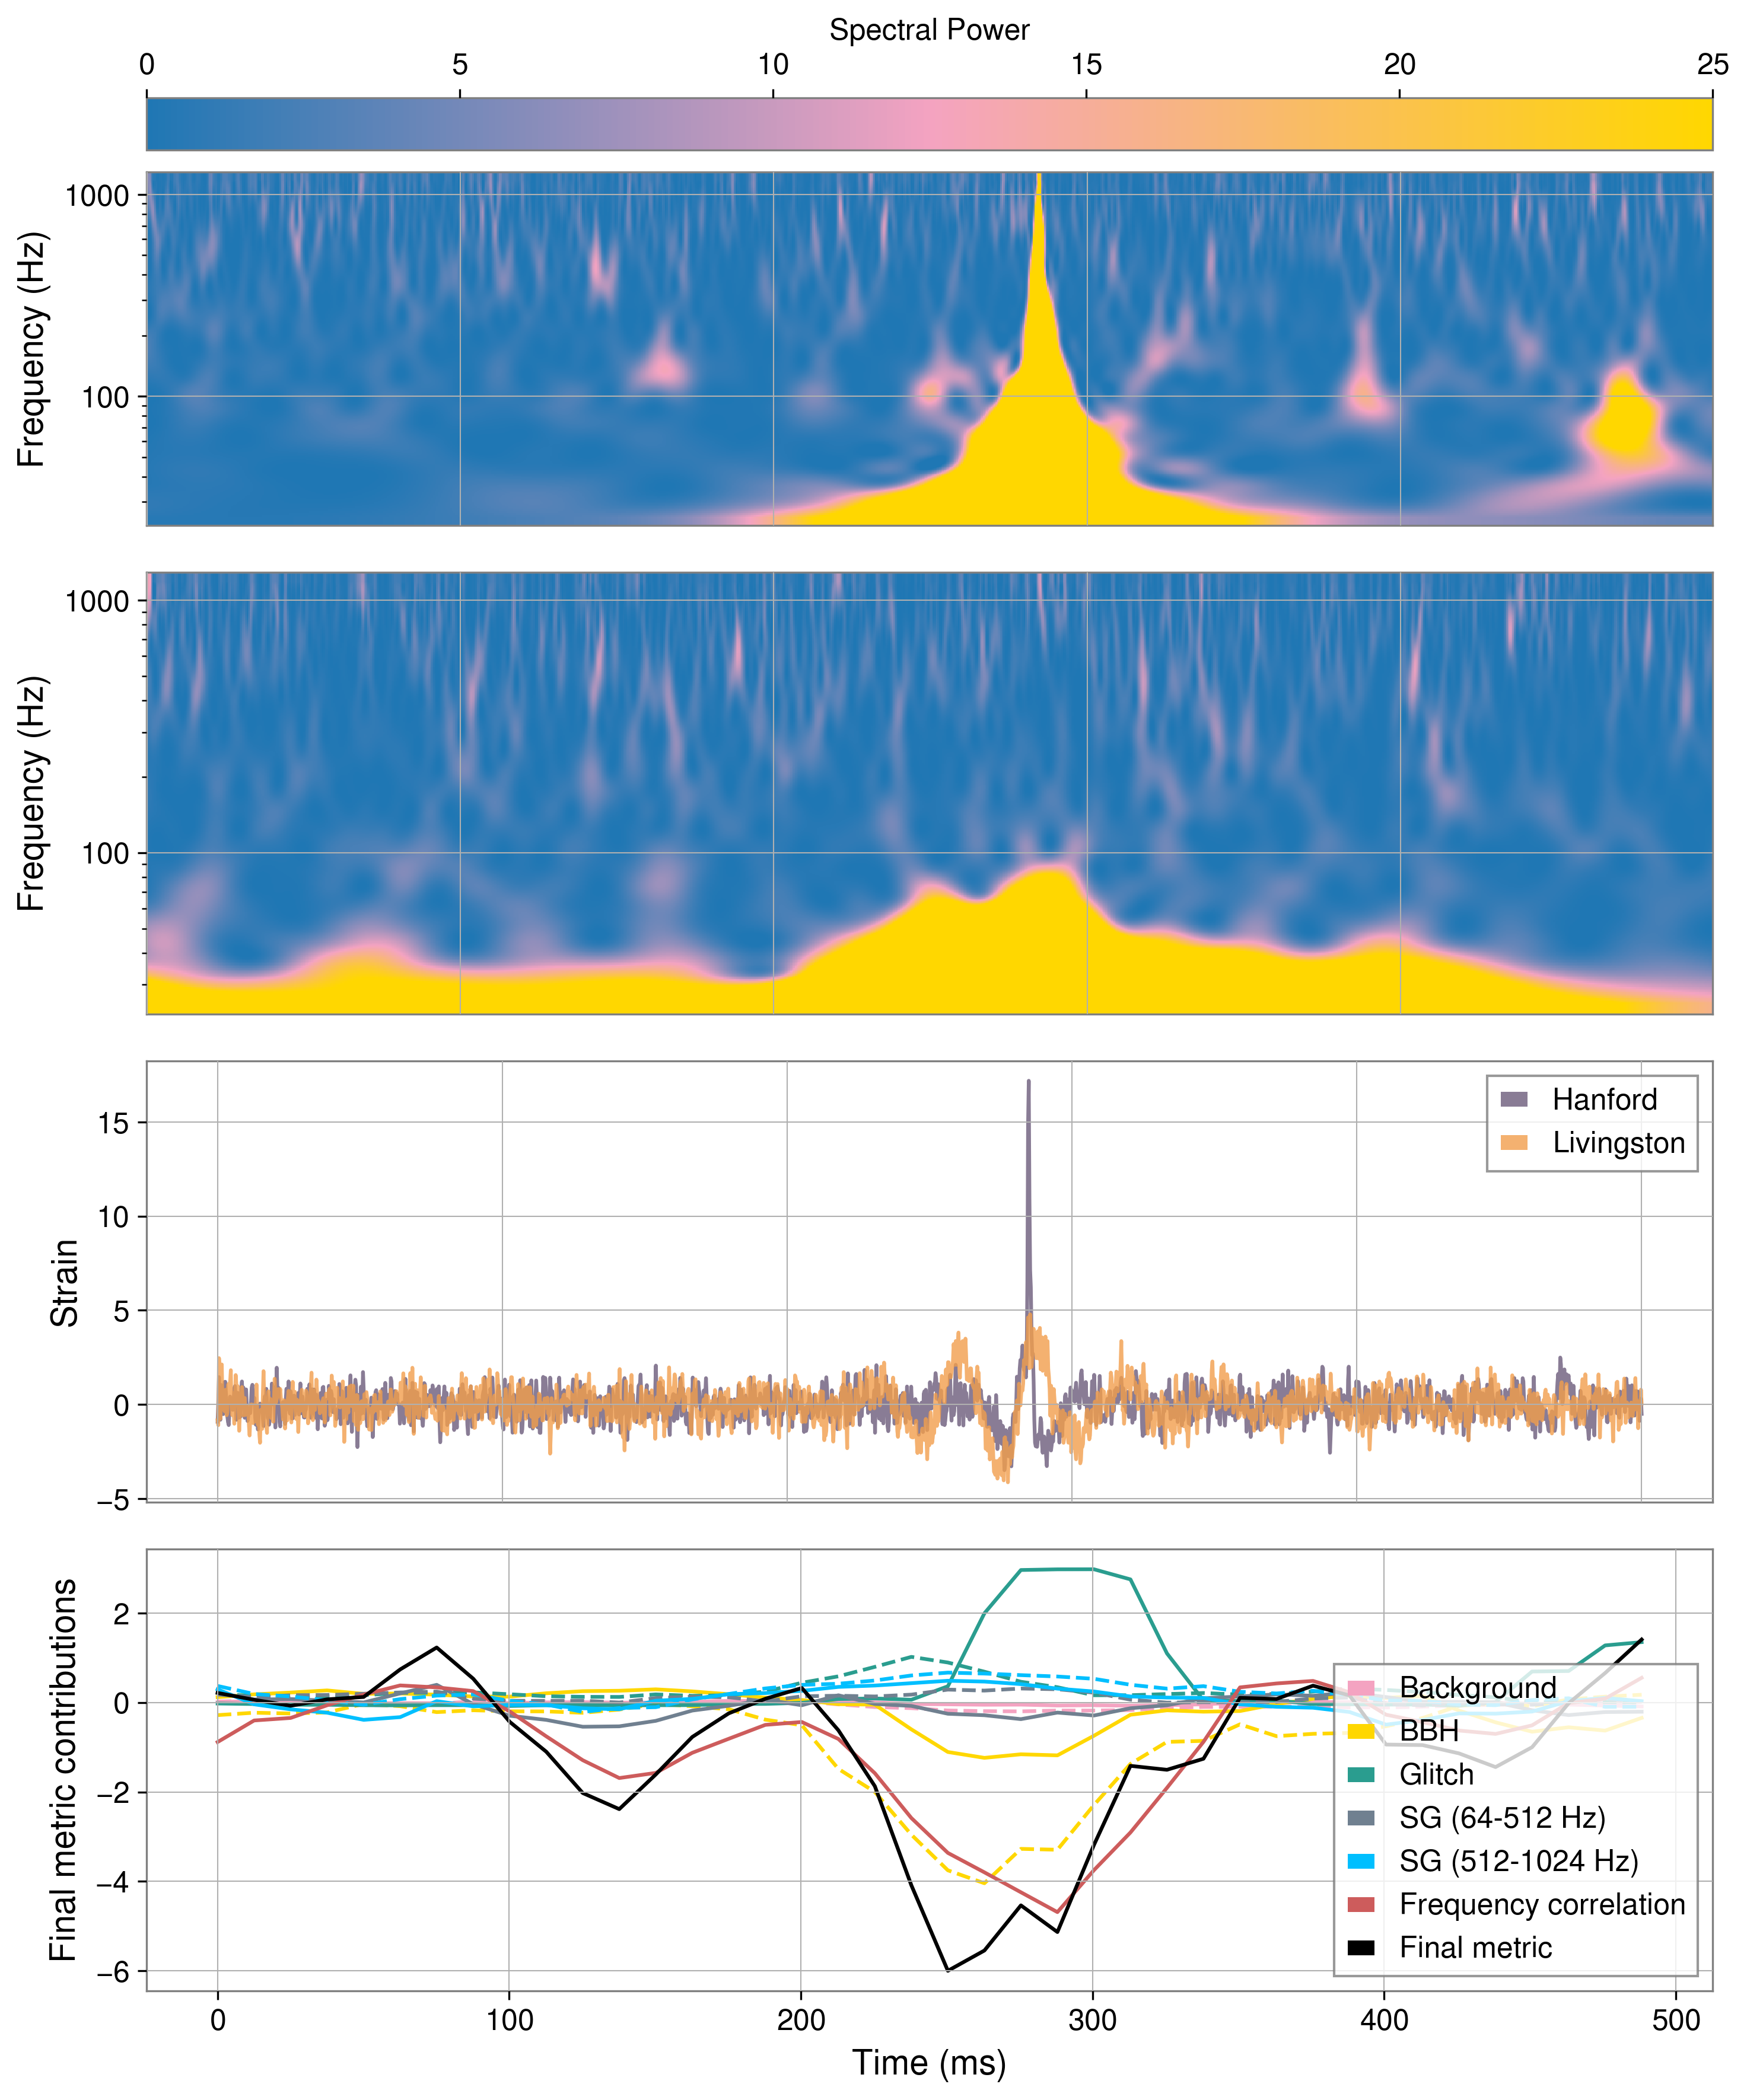 Spectral Power
0 5 10 15 20 25
1000
100
Frequency (Hz)
1000
100
Frequency (Hz)
15
10
5
0
−5
Strain
Hanford
Livingston
2
0
−2
−4
−6
Final metric contributions
Background
BBH
Glitch
SG (64-512 Hz)
SG (512-1024 Hz)
Frequency correlation
Final metric
0 100 200 300 400 500
Time (ms)